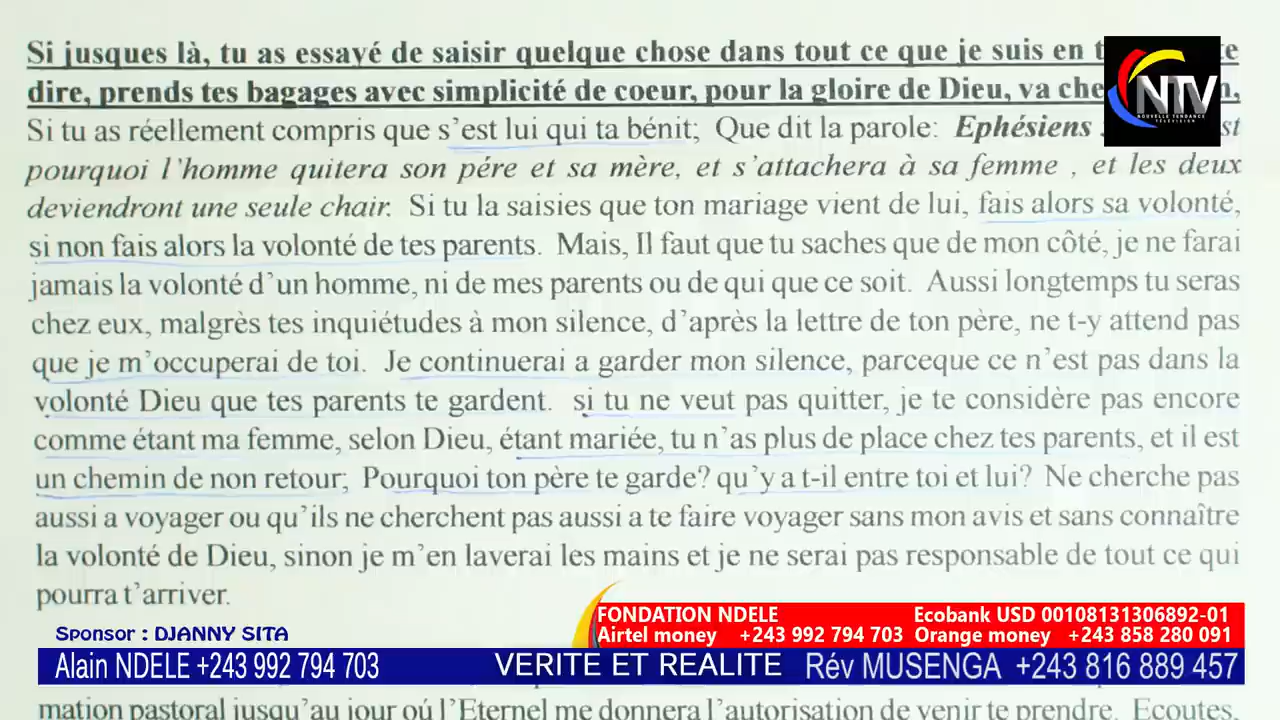 Si jusques là, tu as essayé de saisir quelque chose dans tout ce que je suis en te
dire, prends tes bagages avec simplicité de coeur, pour la gloire de Dieu, va
NTV
NOUVELLE TENDANCE
TÉLÉVISION
Si tu as réellement compris que s'est lui qui ta bénit; Que dit la parole: Ephésiens
pourquoi l'homme quitera son pére et sa mère, et s'attachera à sa femme , et les deux
deviendront une seule chair. Si tu la saisies que ton mariage vient de lui, fais alors sa volonté,
si non fais alors la volonté de tes parents. Mais, Il faut que tu saches que de mon côté, je ne farai
jamais la volonté d'un homme, ni de mes parents ou de qui que ce soit. Aussi longtemps tu seras
chez eux, malgrès tes inquiétudes à mon silence, d'après la lettre de ton père, ne t-y attend pas
que je m'occuperai de toi. Je continuerai a garder mon silence, parceque ce n'est pas dans la
volonté Dieu que tes parents te gardent. si tu ne veut pas quitter, je te considère pas encore
comme étant ma femme, selon Dieu, étant mariée, tu n'as plus de place chez tes parents, et il est
un chemin de non retour; Pourquoi ton père te garde? qu'y a t-il entre toi et lui? Ne cherche pas
aussi a voyager ou qu'ils ne cherchent pas aussi a te faire voyager sans mon avis et sans connaître
la volonté de Dieu, sinon je m'en laverai les mains et je ne serai pas responsable de tout ce qui
pourra t'arriver.
FONDATION NDELE Ecobank USD 00108131306892-01
Airtel money +243 992 794 703 Orange money +243 858 280 091
Sponsor : DJANNY SITA
Alain NDELE +243 992 794 703 VERITE ET REALITE Rév MUSENGA +243 816 889 457
mation pastoral jusqu'au jour oú l'Eternel me donnera l'autorisation de venir te prendre. Ecoutes,